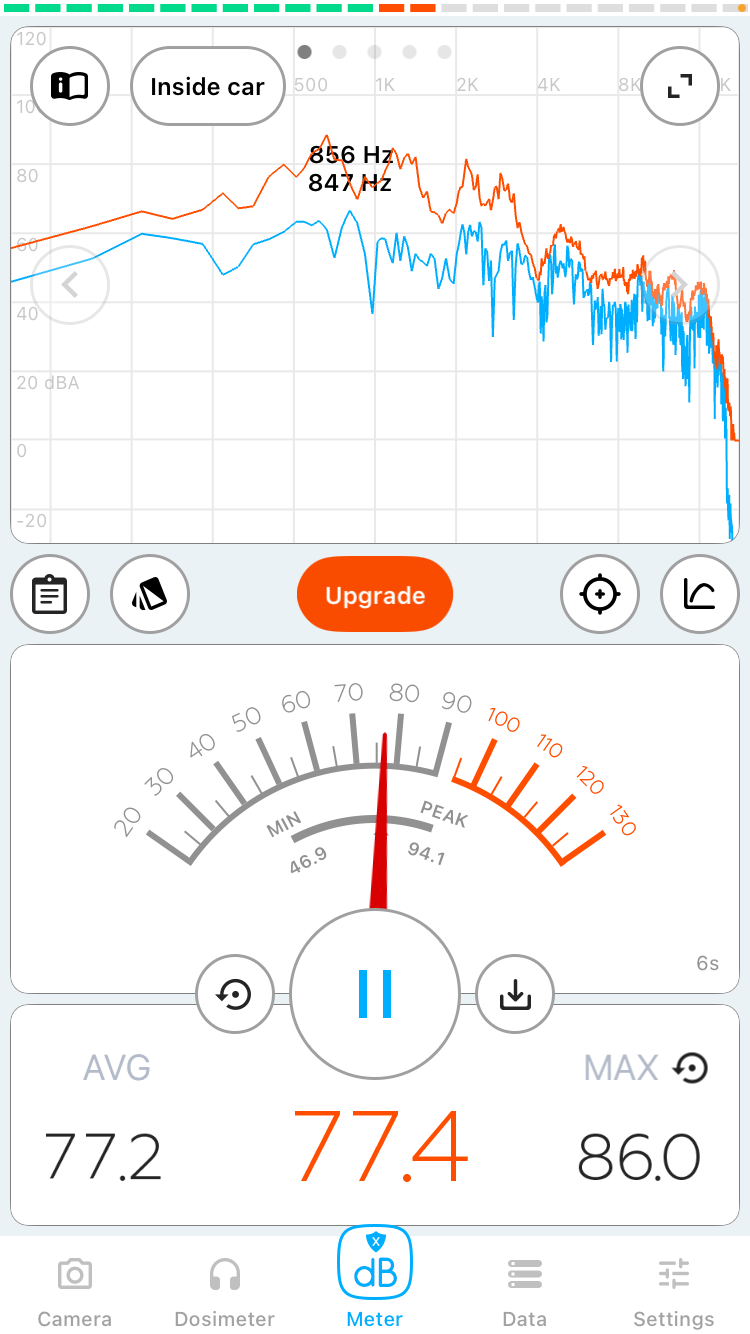 120
Inside car
500 1K 2K 4K 8K K
10
856 Hz
80
847 Hz
60
40
20 dBA
0
-20
Upgrade
20 30 40 50 60 70 80 90 100 110 120 130
MIN PEAK
46.9 94.1
6s
AVG MAX
77.2 77.4 86.0
X
dB
Camera Dosimeter Meter Data Settings